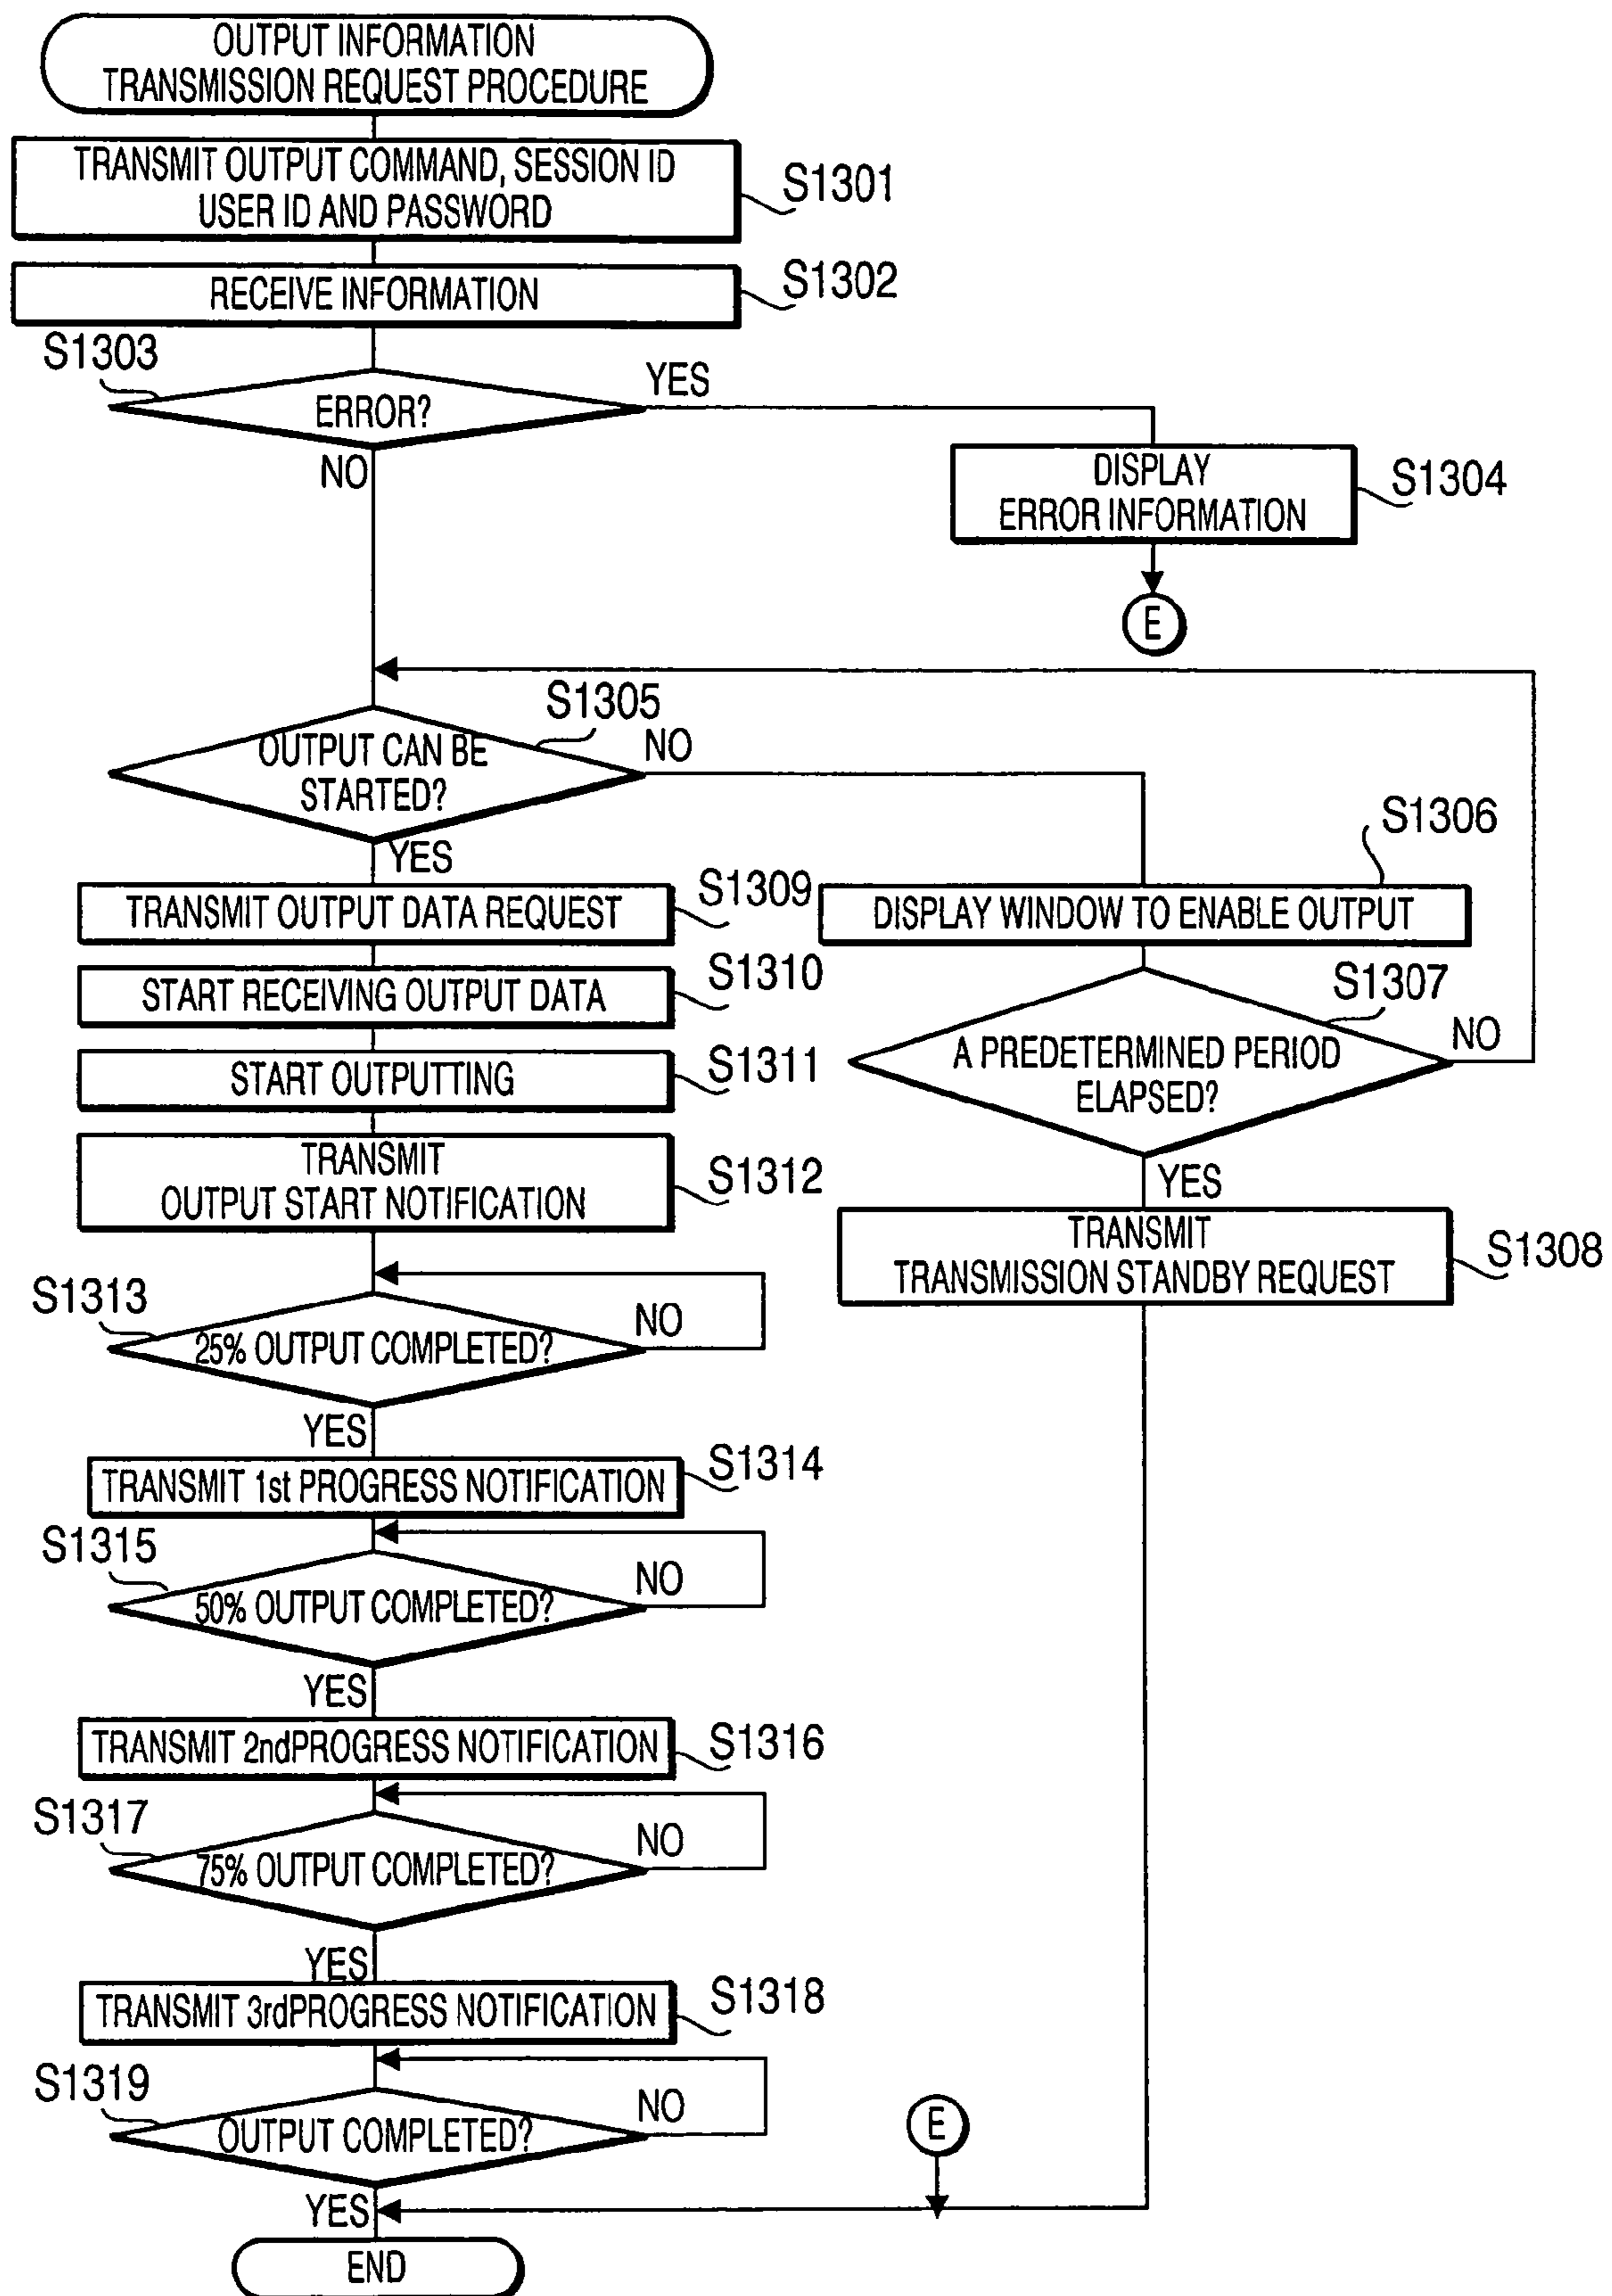 OUTPUT INFORMATION
TRANSMISSION REQUEST PROCEDURE
TRANSMIT OUTPUT COMMAND, SESSION ID
USER ID AND PASSWORD
S1301
RECEIVE INFORMATION
S1302
S1303
ERROR?
YES
NO
DISPLAY
ERROR INFORMATION
S1304
E
S1305
OUTPUT CAN BE
STARTED?
NO
YES
S1306
DISPLAY WINDOW TO ENABLE OUTPUT
S1307
A PREDETERMINED PERIOD
ELAPSED?
NO
YES
TRANSMIT
TRANSMISSION STANDBY REQUEST
S1308
TRANSMIT OUTPUT DATA REQUEST
S1309
START RECEIVING OUTPUT DATA
S1310
START OUTPUTTING
S1311
TRANSMIT
OUTPUT START NOTIFICATION
S1312
S1313
25% OUTPUT COMPLETED?
NO
YES
TRANSMIT 1st PROGRESS NOTIFICATION
S1314
S1315
50% OUTPUT COMPLETED?
NO
YES
TRANSMIT 2ndPROGRESS NOTIFICATION
S1316
S1317
75% OUTPUT COMPLETED?
NO
YES
TRANSMIT 3rdPROGRESS NOTIFICATION
S1318
S1319
OUTPUT COMPLETED?
NO
YES
E
END